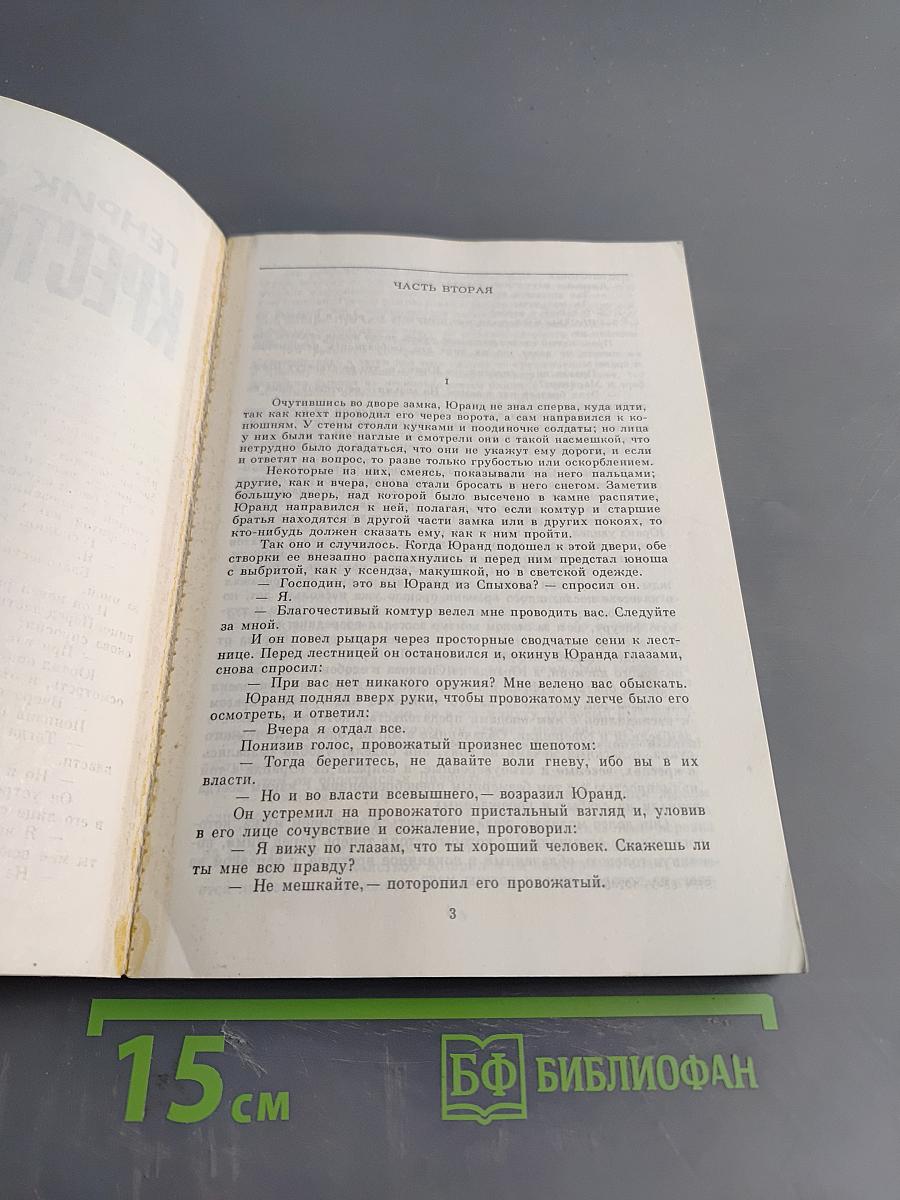 ЧАСТЬ ВТОРАЯ
I
Очутившись во дворе замка, Юранд не знал сперва, куда идти,
так как кнехт проводил его через ворота, а сам направился к ко-
нюшням. У стены стояли кучками и поодиночке солдаты; но лица
у них были такие наглые и смотрели они с такой насмешкой, что
нетрудно было догадаться, что они не укажут ему дороги, и если
и ответят на вопрос, то разве только грубостью или оскорблением.
Некоторые из них, смеясь, показывали на него пальцами;
другие, как и вчера, снова стали бросать в него снегом. Заметив
большую дверь, над которой было высечено в камне распятие,
Юранд направился к ней, полагая, что если комтур и старшие
братья находятся в другой части замка или в других покоях, то
кто-нибудь должен сказать ему, как к ним пройти.
Так оно и случилось. Когда Юранд подошел к этой двери, обе
створки ее внезапно распахнулись и перед ним предстал юноша
с выбритой, как у ксендза, макушкой, но в светской одежде.
— Господин, это вы Юранд из Спыхова? — спросил он.
— Я.
— Благочестивый комтур велел мне проводить вас. Следуйте
за мной.
И он повел рыцаря через просторные сводчатые сени к лест-
нице. Перед лестницей он остановился и, окинув Юранда глазами,
снова спросил:
— При вас нет никакого оружия? Мне велено вас обыскать.
Юранд поднял вверх руки, чтобы провожатому легче было его
осмотреть, и ответил:
— Вчера я отдал все.
Понизив голос, провожатый произнес шепотом:
— Тогда берегитесь, не давайте воли гневу, ибо вы в их
власти.
— Но и во власти всевышнего,— возразил Юранд.
Он устремил на провожатого пристальный взгляд и, уловив
в его лице сочувствие и сожаление, проговорил:
— Я вижу по глазам, что ты хороший человек. Скажешь ли
ты мне всю правду?
— Не мешкайте,— поторопил его провожатый.
3
15 см
БФ БИБЛИОФАН